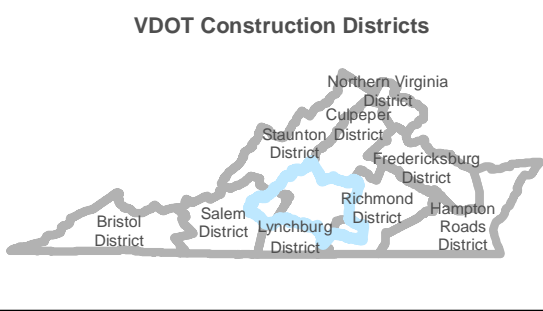 VDOT Construction Districts
Northern Virginia
District
Culpeper
District
Staunton
District
Fredericksburg
District
Richmond
District
Hampton
Roads
District
Salem
District
Lynchburg
District
Bristol
District